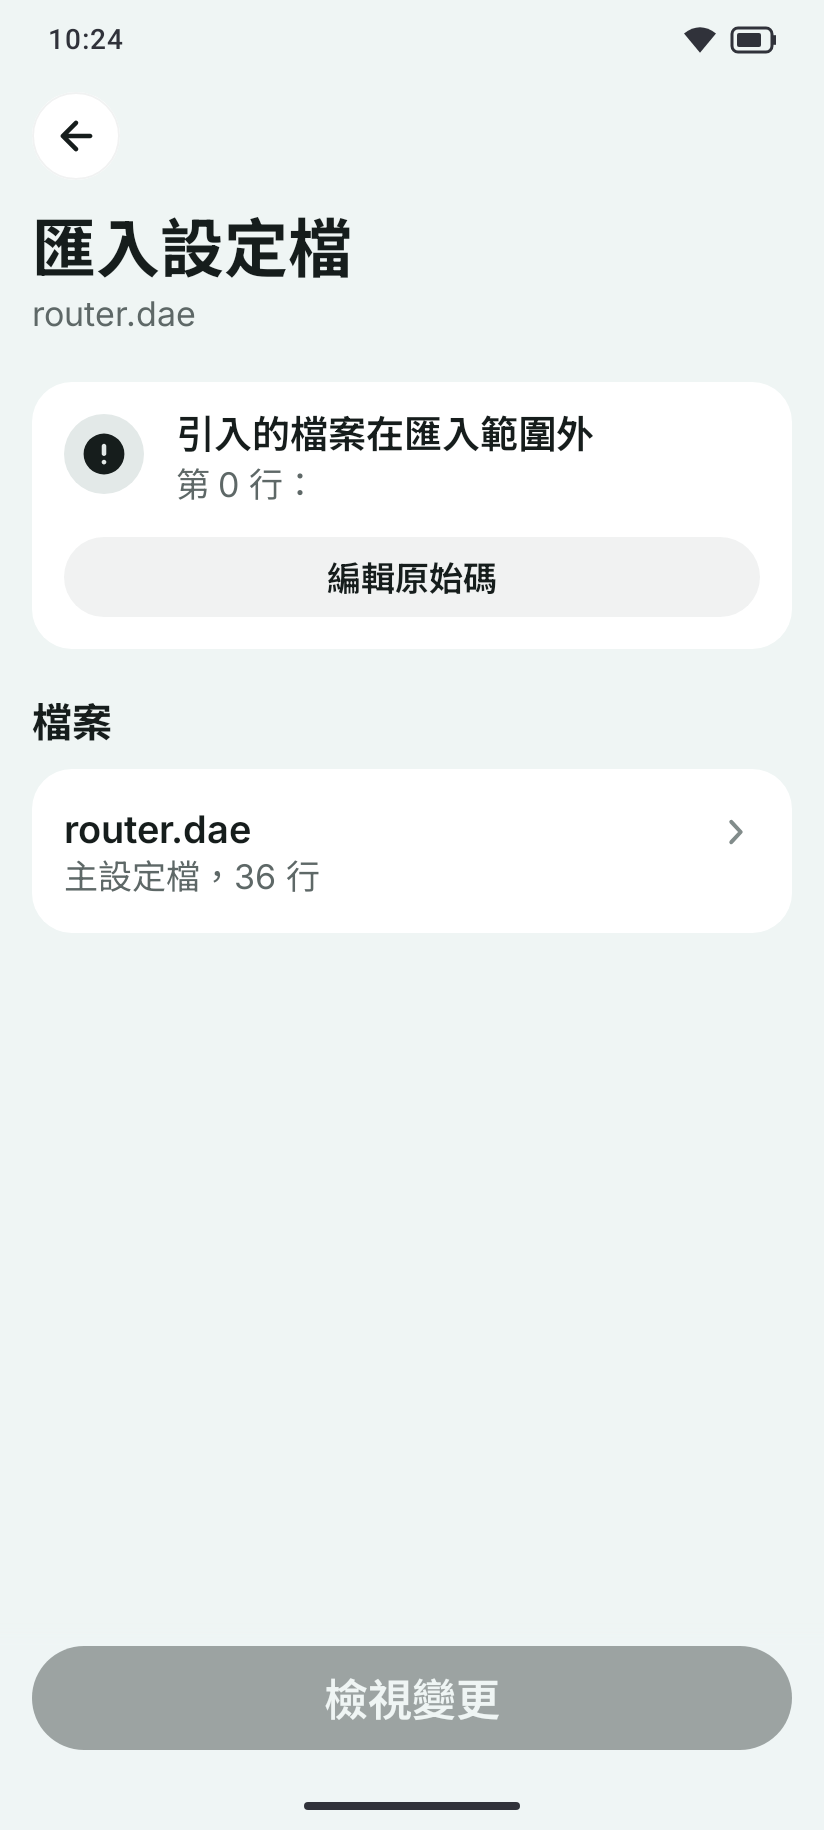 10:24
匯入設定檔
router.dae
引入的檔案在匯入範圍外
第 0 行：
編輯原始碼
檔案
router.dae
主設定檔，36 行
檢視變更